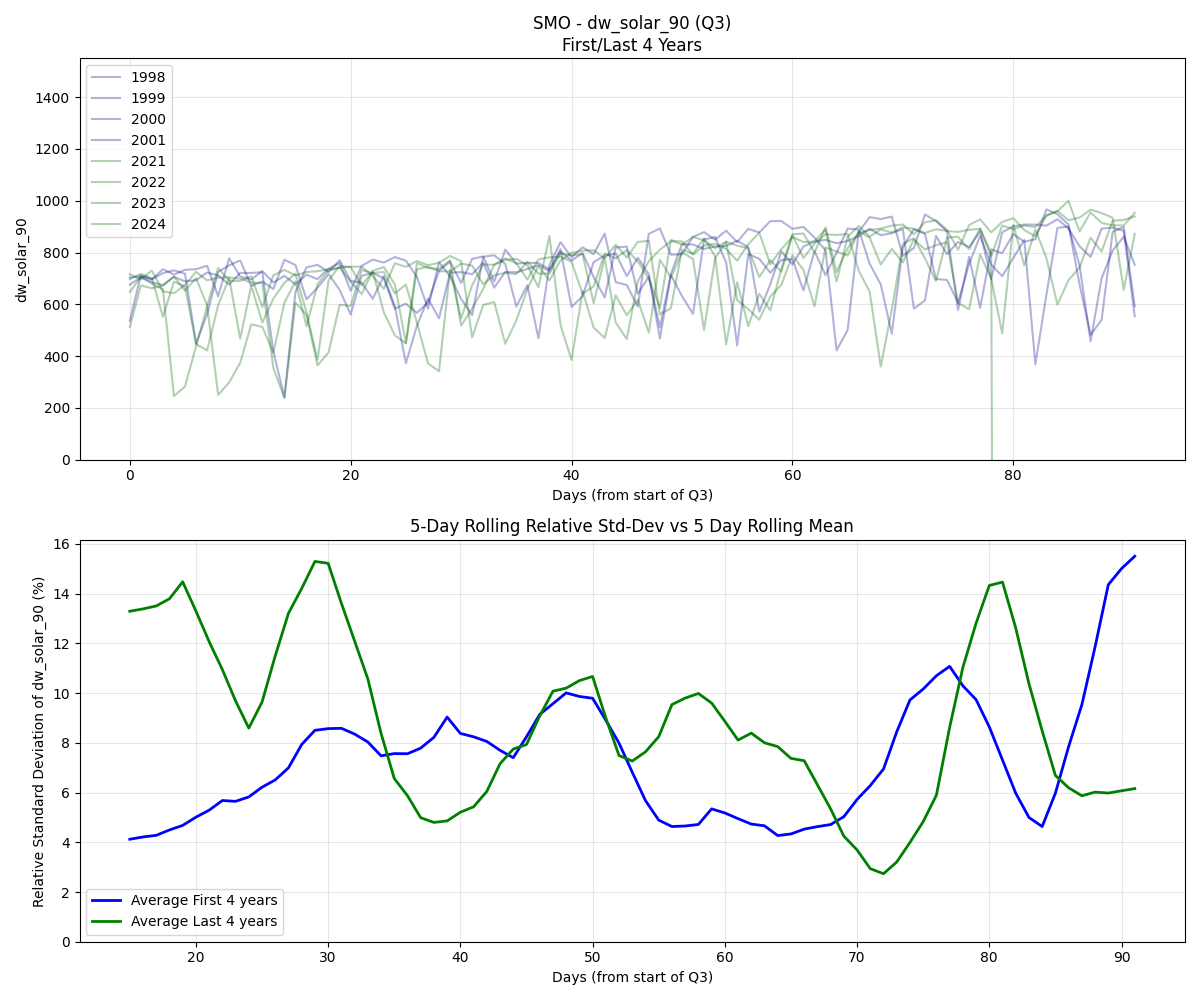 SMO - dw_solar_90 (Q3)
First/Last 4 Years
1400
1200
1000
800
600
400
200
0
dw_solar_90
1998
1999
2000
2001
2021
2022
2023
2024
0 20 40 60 80
Days (from start of Q3)
5-Day Rolling Relative Std-Dev vs 5 Day Rolling Mean
16
14
12
10
8
6
4
2
0
Relative Standard Deviation of dw_solar_90 (%)
Average First 4 years
Average Last 4 years
20 30 40 50 60 70 80 90
Days (from start of Q3)